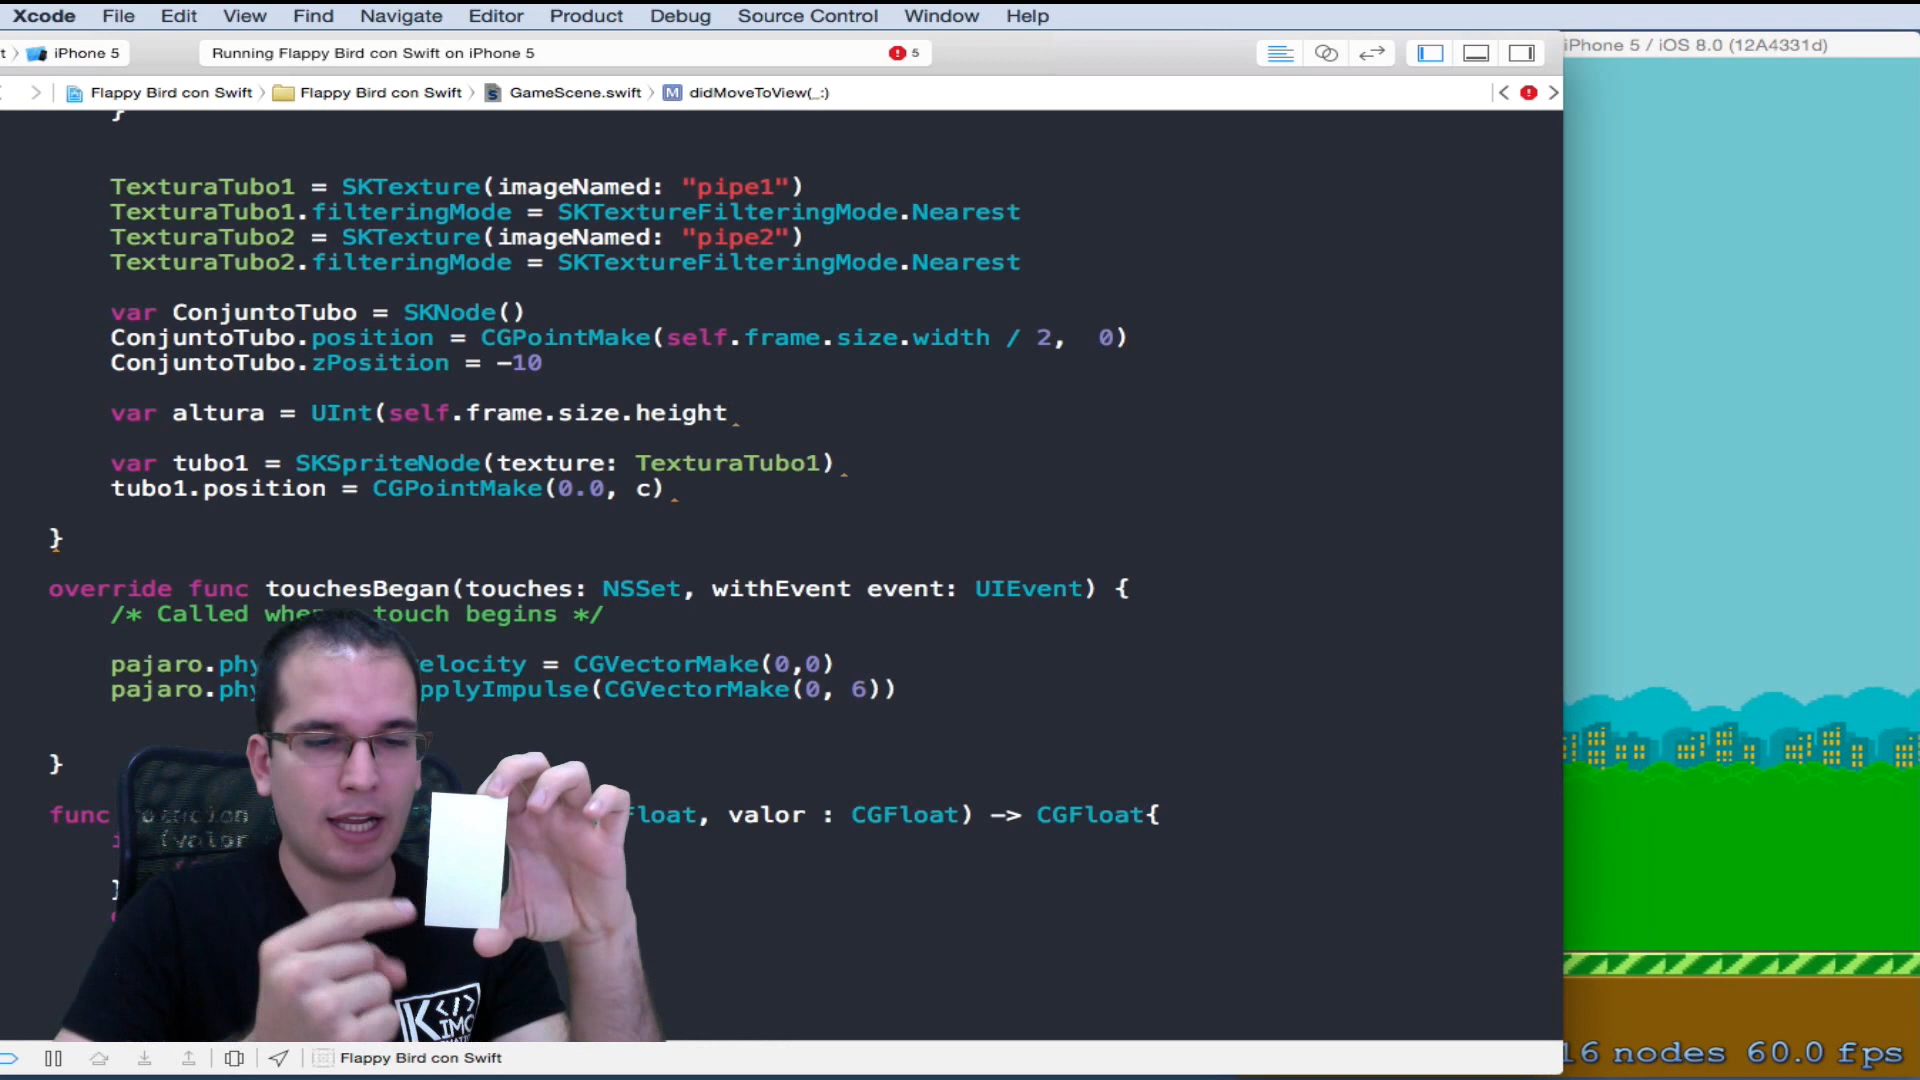 Xcode File Edit View Find Navigate Editor Product Debug Source Control Window Help
iPhone 5 Running Flappy Bird con Swift on iPhone 5 5
iPhone 5 / iOS 8.0 (12A4331d)
Flappy Bird con Swift Flappy Bird con Swift GameScene.swift M didMoveToView(_:)
}
TexturaTubo1 = SKTexture(imageNamed: "pipe1")
TexturaTubo1.filteringMode = SKTextureFilteringMode.Nearest
TexturaTubo2 = SKTexture(imageNamed: "pipe2")
TexturaTubo2.filteringMode = SKTextureFilteringMode.Nearest
var ConjuntoTubo = SKNode()
ConjuntoTubo.position = CGPointMake(self.frame.size.width / 2, 0)
ConjuntoTubo.zPosition = -10
var altura = UInt(self.frame.size.height
var tubo1 = SKSpriteNode(texture: TexturaTubo1)
tubo1.position = CGPointMake(0.0, c)
}
override func touchesBegan(touches: NSSet, withEvent event: UIEvent) {
/* Called when touch begins */
pajaro.phy elocity = CGVectorMake(0,0)
pajaro.phy pplyImpulse(CGVectorMake(0, 6))
}
func Float, valor : CGFloat) -> CGFloat{
(valor
}
K</>
IMO
Flappy Bird con Swift
16 nodes 60.0 fps